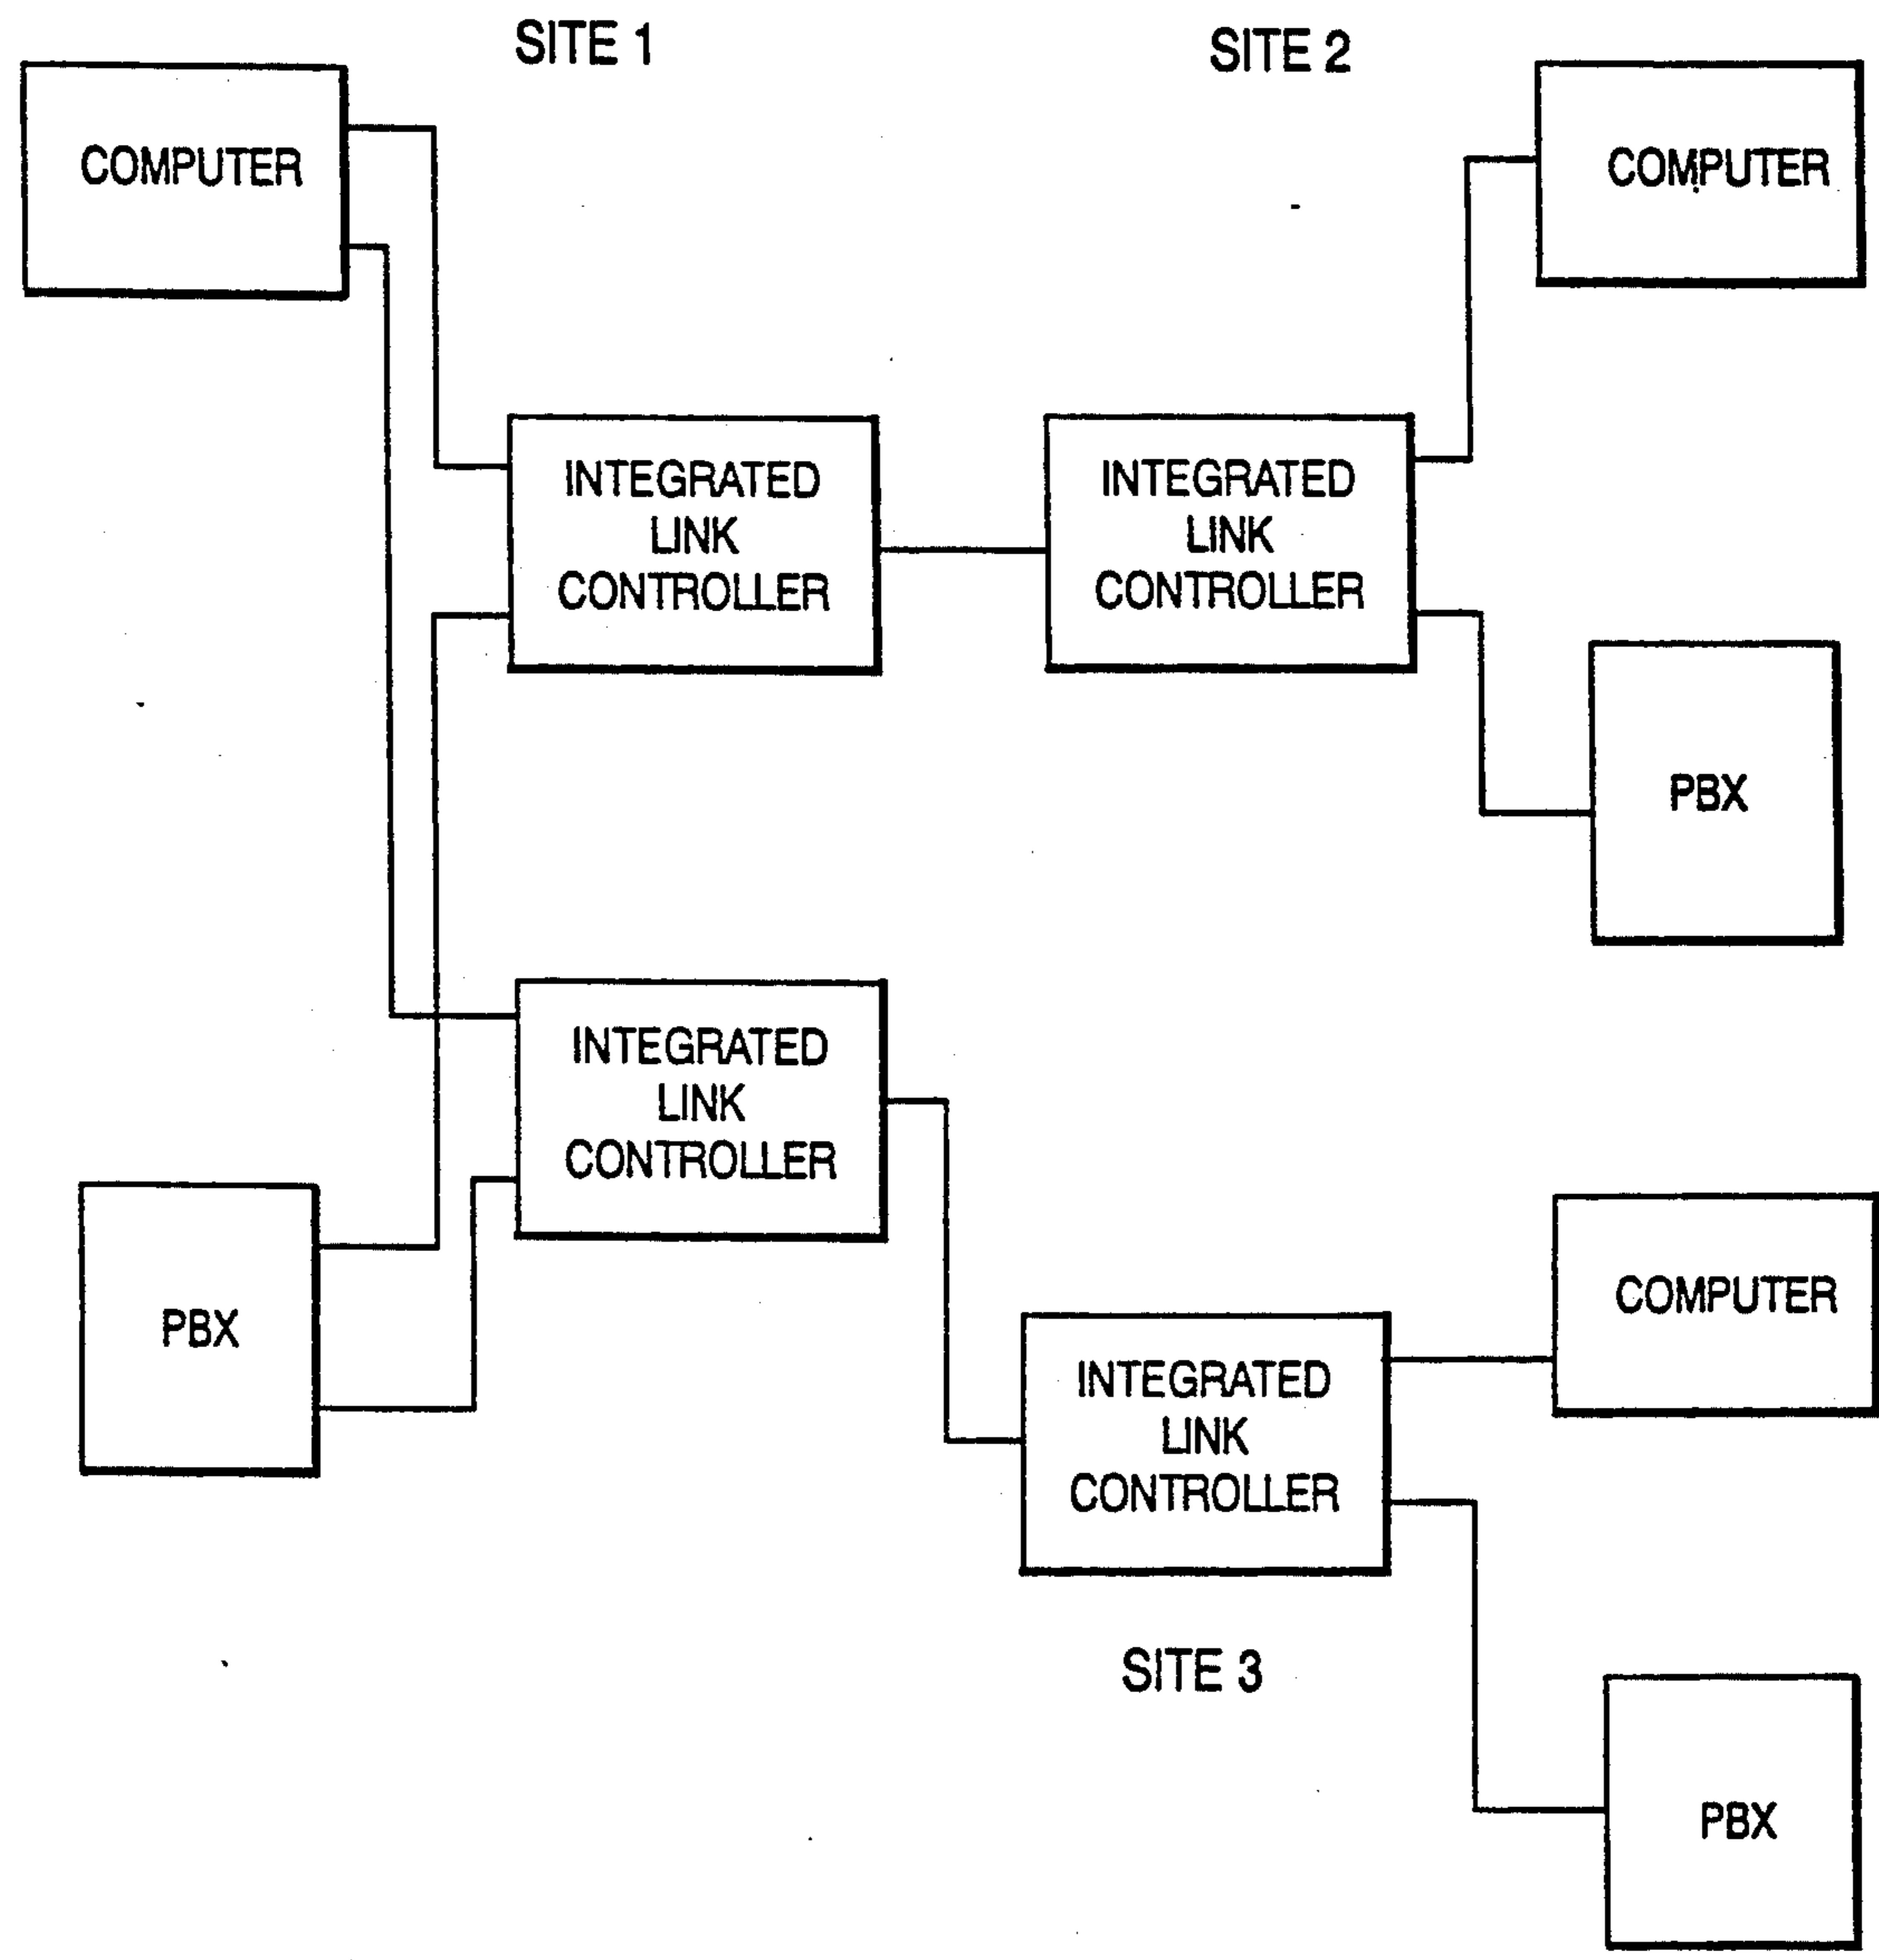 SITE 1
SITE 2
COMPUTER
COMPUTER
INTEGRATED
LINK
CONTROLLER
INTEGRATED
LINK
CONTROLLER
PBX
INTEGRATED
LINK
CONTROLLER
PBX
COMPUTER
INTEGRATED
LINK
CONTROLLER
SITE 3
PBX